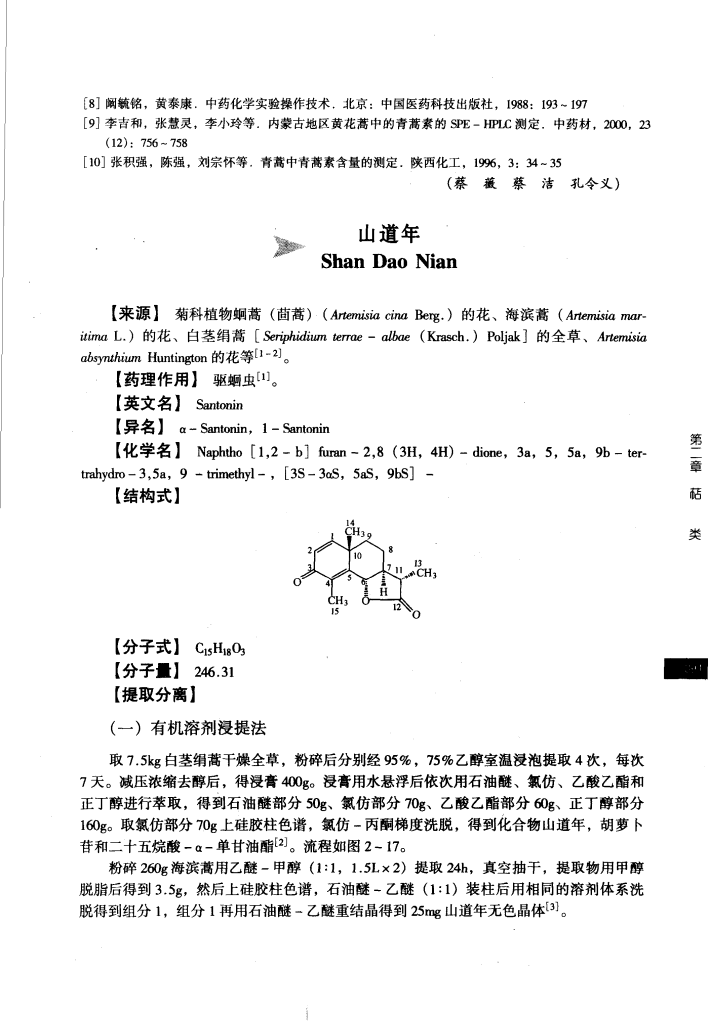 [8] 阚毓铭，黄泰康．中药化学实验操作技术．北京：中国医药科技出版社，1988：193～197
[9] 李吉和，张慧灵，李小玲等．内蒙古地区黄花蒿中的青蒿素的 SPE－HPLC 测定．中药材，2000，23
(12)：756～758
[10] 张积强，陈强，刘宗怀等．青蒿中青蒿素含量的测定．陕西化工，1996，3：34～35
（蔡 薇 蔡 洁 孔令义）
山道年
Shan Dao Nian
【来源】 菊科植物蛔蒿（茴蒿）（Artemisia cina Berg.）的花、海滨蒿（Artemisia mar-
itima L.）的花、白茎绢蒿［Seriphidium terrae－albae（Krasch.）Poljak］的全草、Artemisia
absynthium Huntington 的花等[1-2]。
【药理作用】 驱蛔虫[1]。
【英文名】 Santonin
【异名】 α－Santonin，1－Santonin
【化学名】 Naphtho［1,2－b］furan－2,8（3H，4H）－dione，3a，5，5a，9b－ter-
trahydro－3,5a，9－trimethyl－，［3S－3αS，5aS，9bS］－
【结构式】
14
CH3 9
1
2 10 8
3 7 11 13
CH3
O 4 5 6 H
CH3 O 12 O
15
【分子式】 C15H18O3
【分子量】 246.31
【提取分离】
（一）有机溶剂浸提法
取 7.5kg 白茎绢蒿干燥全草，粉碎后分别经 95%，75%乙醇室温浸泡提取 4 次，每次
7 天。减压浓缩去醇后，得浸膏 400g。浸膏用水悬浮后依次用石油醚、氯仿、乙酸乙酯和
正丁醇进行萃取，得到石油醚部分 50g、氯仿部分 70g、乙酸乙酯部分 60g、正丁醇部分
160g。取氯仿部分 70g 上硅胶柱色谱，氯仿－丙酮梯度洗脱，得到化合物山道年，胡萝卜
苷和二十五烷酸－α－单甘油酯[2]。流程如图 2－17。
粉碎 260g 海滨蒿用乙醚－甲醇（1:1，1.5L×2）提取 24h，真空抽干，提取物用甲醇
脱脂后得到 3.5g，然后上硅胶柱色谱，石油醚－乙醚（1:1）装柱后用相同的溶剂体系洗
脱得到组分 1，组分 1 再用石油醚－乙醚重结晶得到 25mg 山道年无色晶体[3]。
第二章 萜类